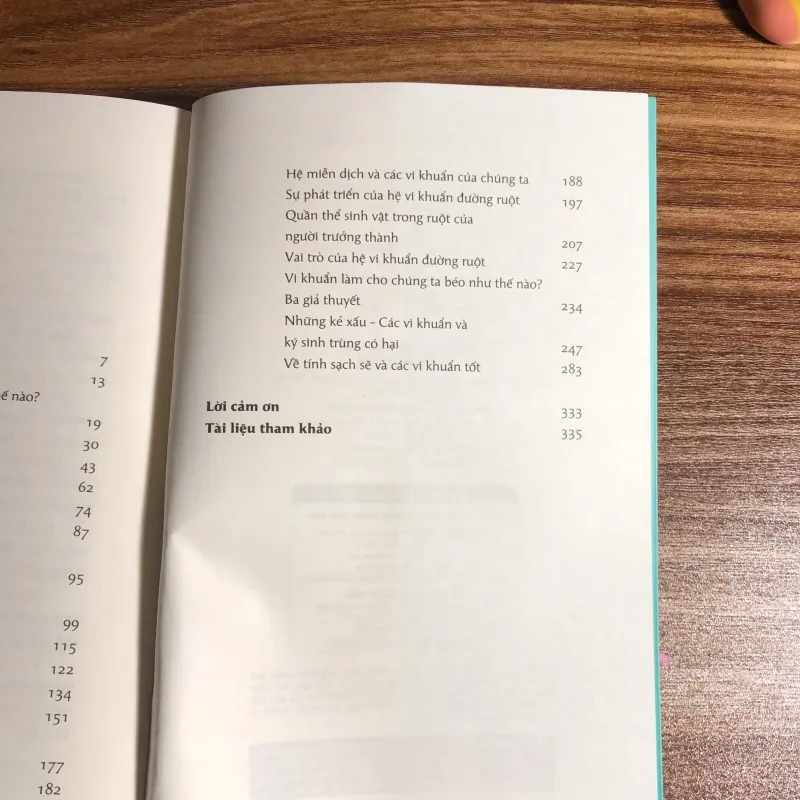 ế nào?
7
13
19
30
43
62
74
87
95
99
115
122
134
151
177
182
Hệ miễn dịch và các vi khuẩn của chúng ta 188
Sự phát triển của hệ vi khuẩn đường ruột 197
Quần thể sinh vật trong ruột của
người trưởng thành 207
Vai trò của hệ vi khuẩn đường ruột 227
Vi khuẩn làm cho chúng ta béo như thế nào?
Ba giả thuyết 234
Những kẻ xấu – Các vi khuẩn và
ký sinh trùng có hại 247
Về tính sạch sẽ và các vi khuẩn tốt 283
Lời cảm ơn 333
Tài liệu tham khảo 335